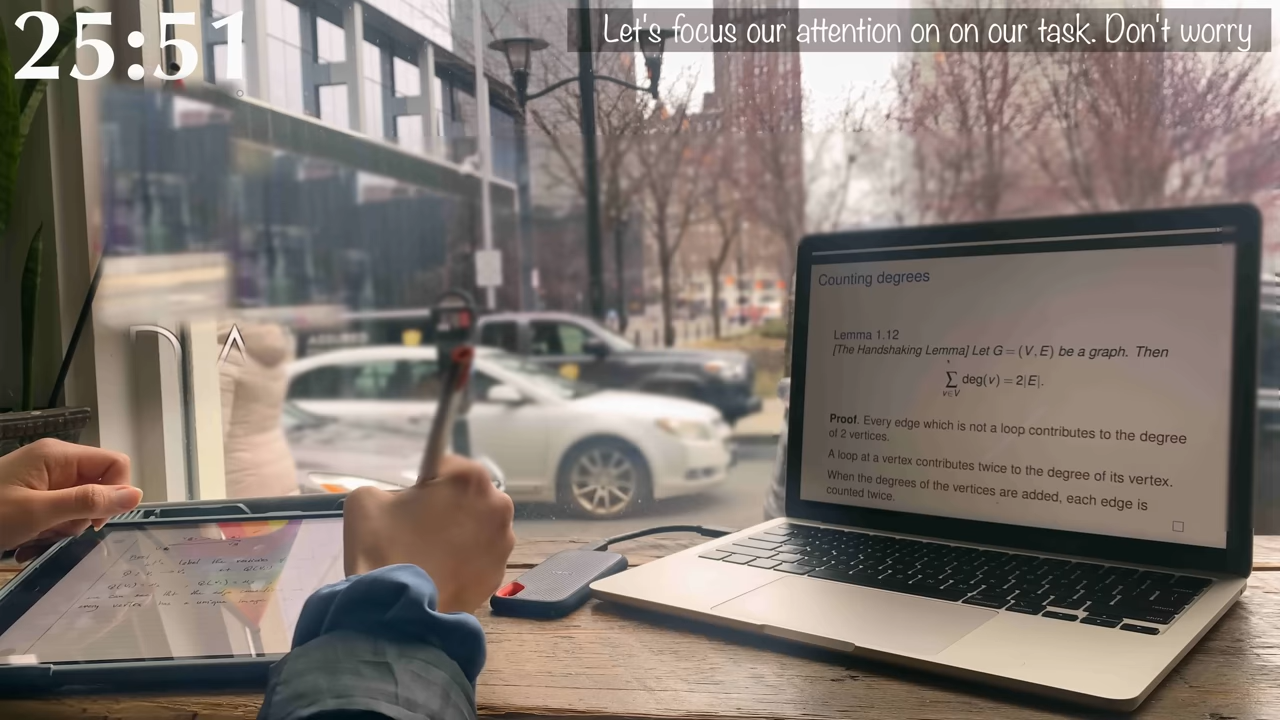 25:51
Let's focus our attention on on our task. Don't worry
Counting degrees
Lemma 1.12
[The Handshaking Lemma] Let G = (V, E) be a graph. Then
∑ deg(v) = 2|E|.
v∈V
Proof. Every edge which is not a loop contributes to the degree
of 2 vertices.
A loop at a vertex contributes twice to the degree of its vertex.
When the degrees of the vertices are added, each edge is
counted twice.